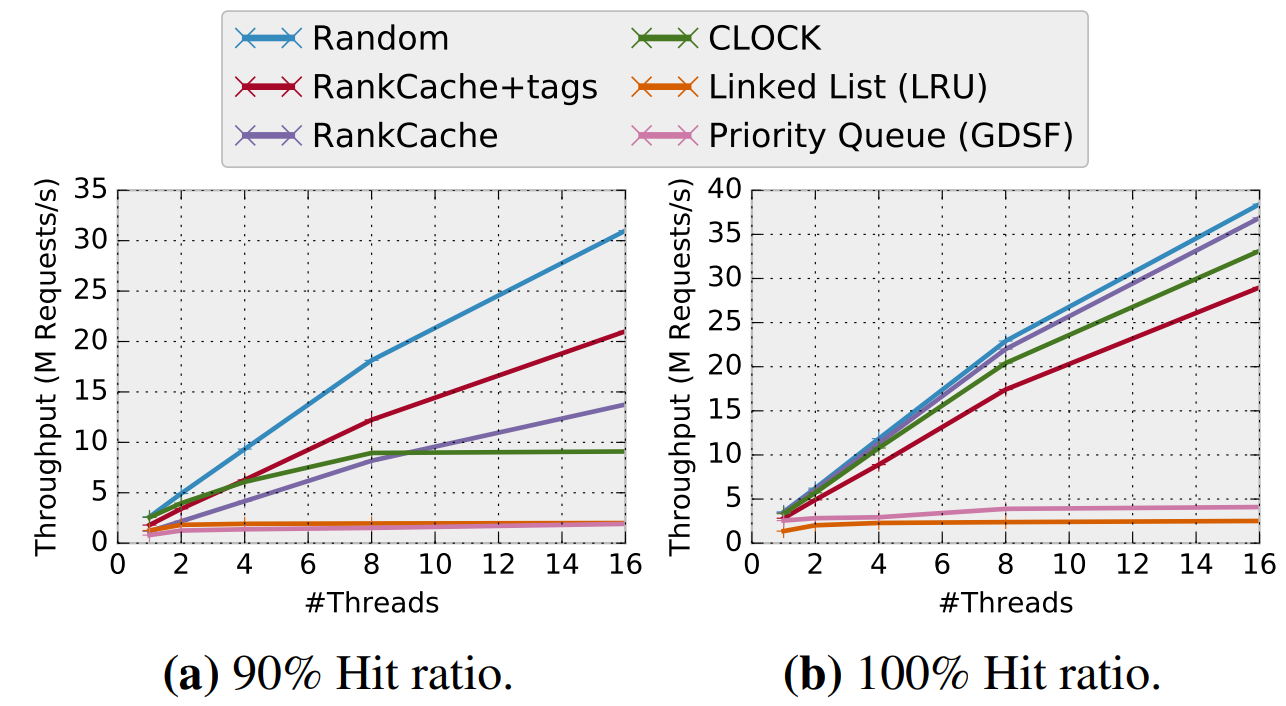 Random
RankCache+tags
RankCache
CLOCK
Linked List (LRU)
Priority Queue (GDSF)
Throughput (M Requests/s)
35
30
25
20
15
10
5
0
0 2 4 6 8 10 12 14 16
#Threads
(a) 90% Hit ratio.
Throughput (M Requests/s)
40
35
30
25
20
15
10
5
0
0 2 4 6 8 10 12 14 16
#Threads
(b) 100% Hit ratio.